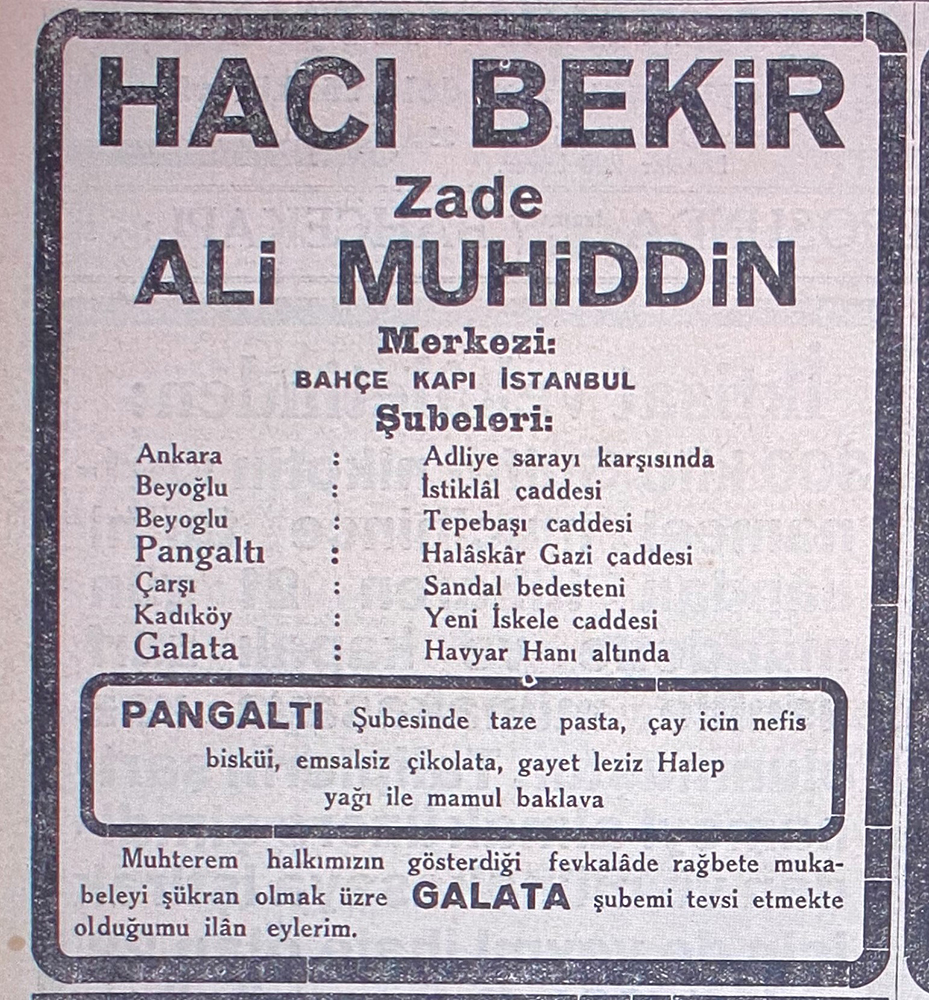 HACI BEKİR
Zade
ALİ MUHİDDİN
Merkezi:
BAHÇE KAPI İSTANBUL
Şubeleri:
Ankara : Adliye sarayı karşısında
Beyoğlu : İstiklâl caddesi
Beyoglu : Tepebaşı caddesi
Pangaltı : Halâskâr Gazi caddesi
Çarşı : Sandal bedesteni
Kadıköy : Yeni İskele caddesi
Galata : Havyar Hanı altında
PANGALTI Şubesinde taze pasta, çay icin nefis
bisküi, emsalsiz çikolata, gayet leziz Halep
yağı ile mamul baklava
Muhterem halkımızın gösterdiği fevkalâde rağbete muka-
beleyi şükran olmak üzre GALATA şubemi tevsi etmekte
olduğumu ilân eylerim.